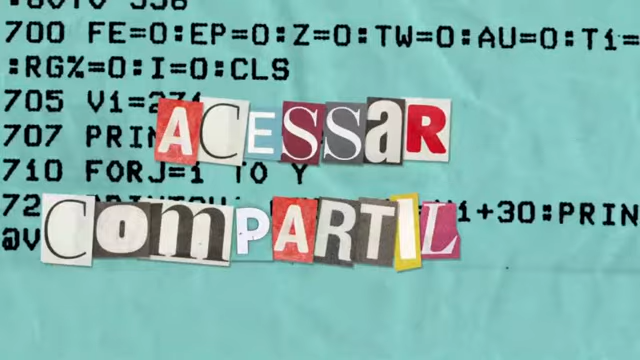 700 FE=0:EP=0:Z=0:TW=0:AU=0:T1=
:RG%=0:I=0:CLS
705 V1=
707 PRIN
ACESSAR
710 FORJ=1 TO Y
72 1+30:PRIN
@V
COMPARTIL